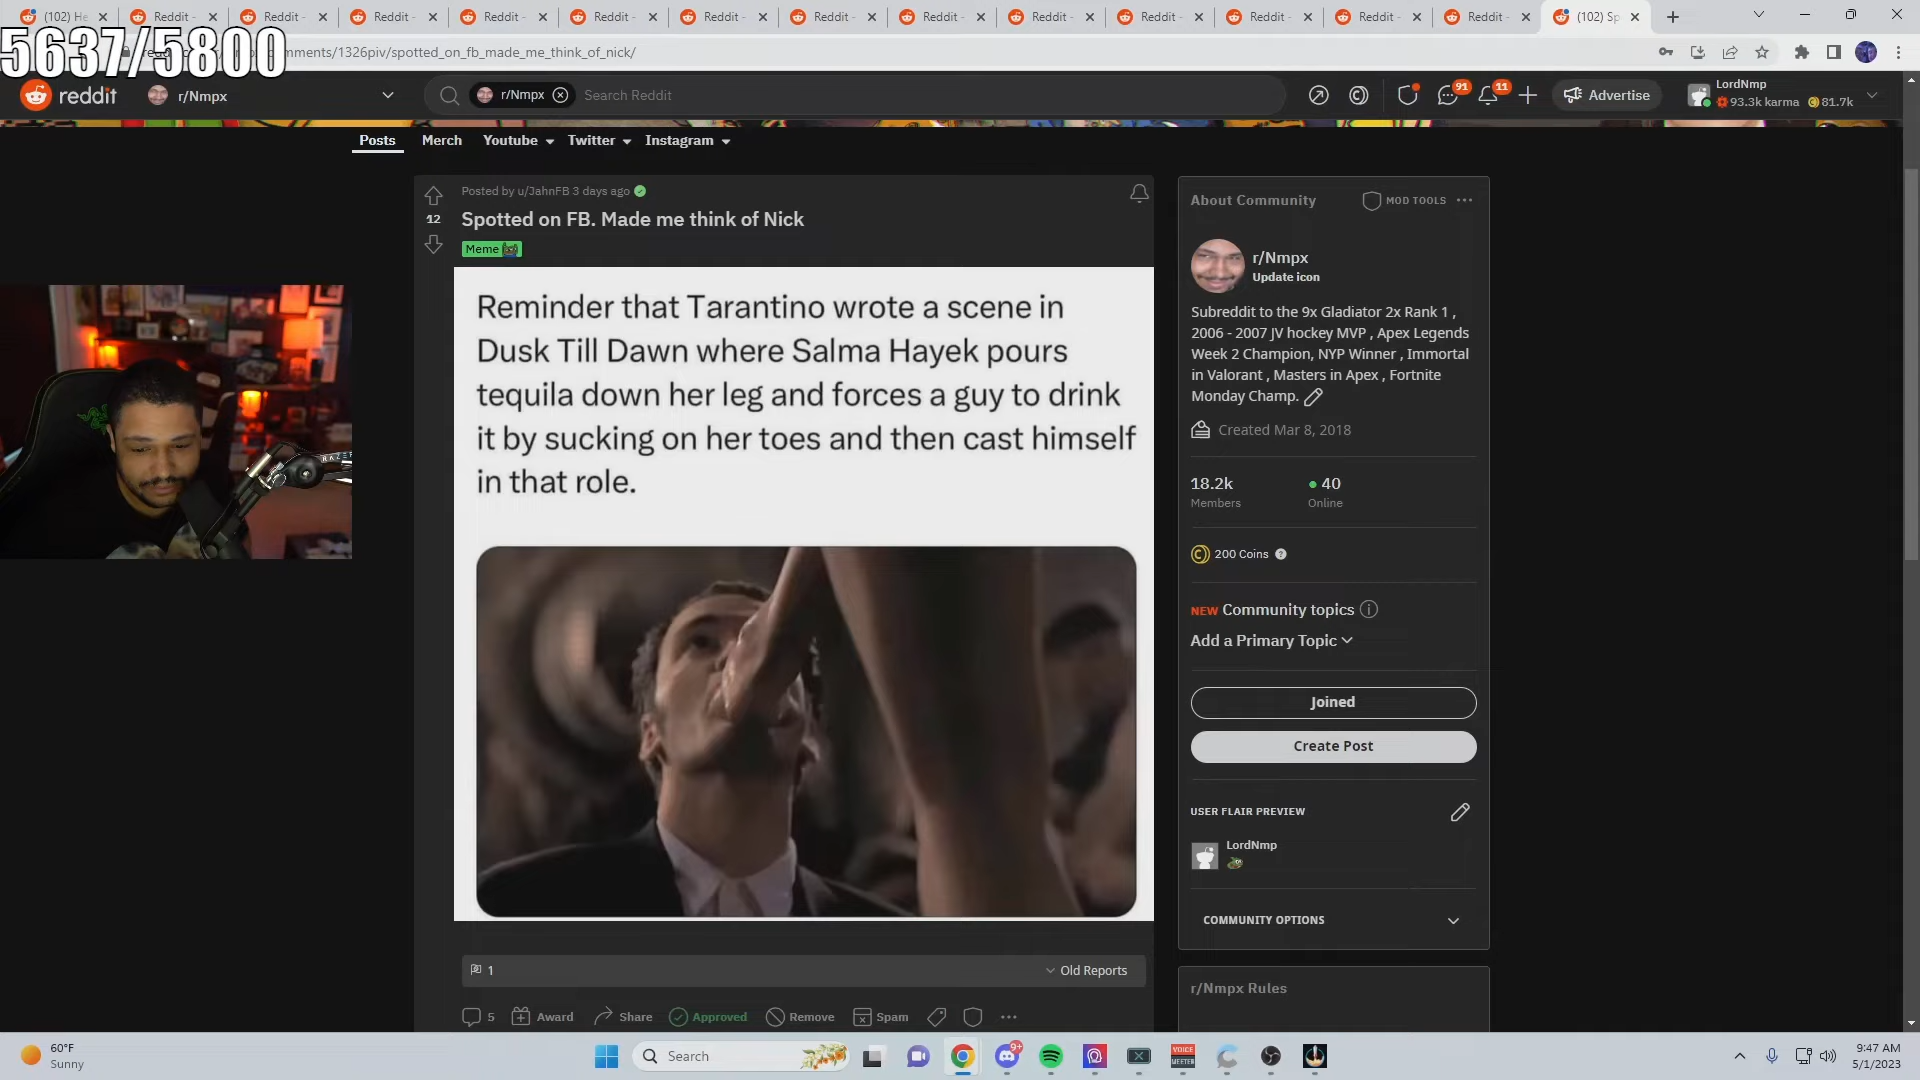 (102) He
Reddit -
Reddit -
Reddit -
Reddit -
Reddit -
Reddit -
Reddit -
Reddit -
Reddit -
Reddit -
Reddit -
Reddit -
Reddit -
(102) Sp
5637/5800
omments/1326piv/spotted_on_fb_made_me_think_of_nick/
reddit
r/Nmpx
r/Nmpx
Search Reddit
91
11
Advertise
LordNmp
93.3k karma
81.7k
Posts
Merch
Youtube
Twitter
Instagram
Posted by u/JahnFB 3 days ago
12
Spotted on FB. Made me think of Nick
Meme
Reminder that Tarantino wrote a scene in
Dusk Till Dawn where Salma Hayek pours
tequila down her leg and forces a guy to drink
it by sucking on her toes and then cast himself
in that role.
RAZER
1
Old Reports
5
Award
Share
Approved
Remove
Spam
About Community
MOD TOOLS
r/Nmpx
Update icon
Subreddit to the 9x Gladiator 2x Rank 1 ,
2006 - 2007 JV hockey MVP , Apex Legends
Week 2 Champion, NYP Winner , Immortal
in Valorant , Masters in Apex , Fortnite
Monday Champ.
Created Mar 8, 2018
18.2k
40
Members
Online
200 Coins
NEW Community topics
Add a Primary Topic
Joined
Create Post
USER FLAIR PREVIEW
LordNmp
COMMUNITY OPTIONS
r/Nmpx Rules
60°F
Sunny
Search
9+
VOICE
MEETER
9:47 AM
5/1/2023